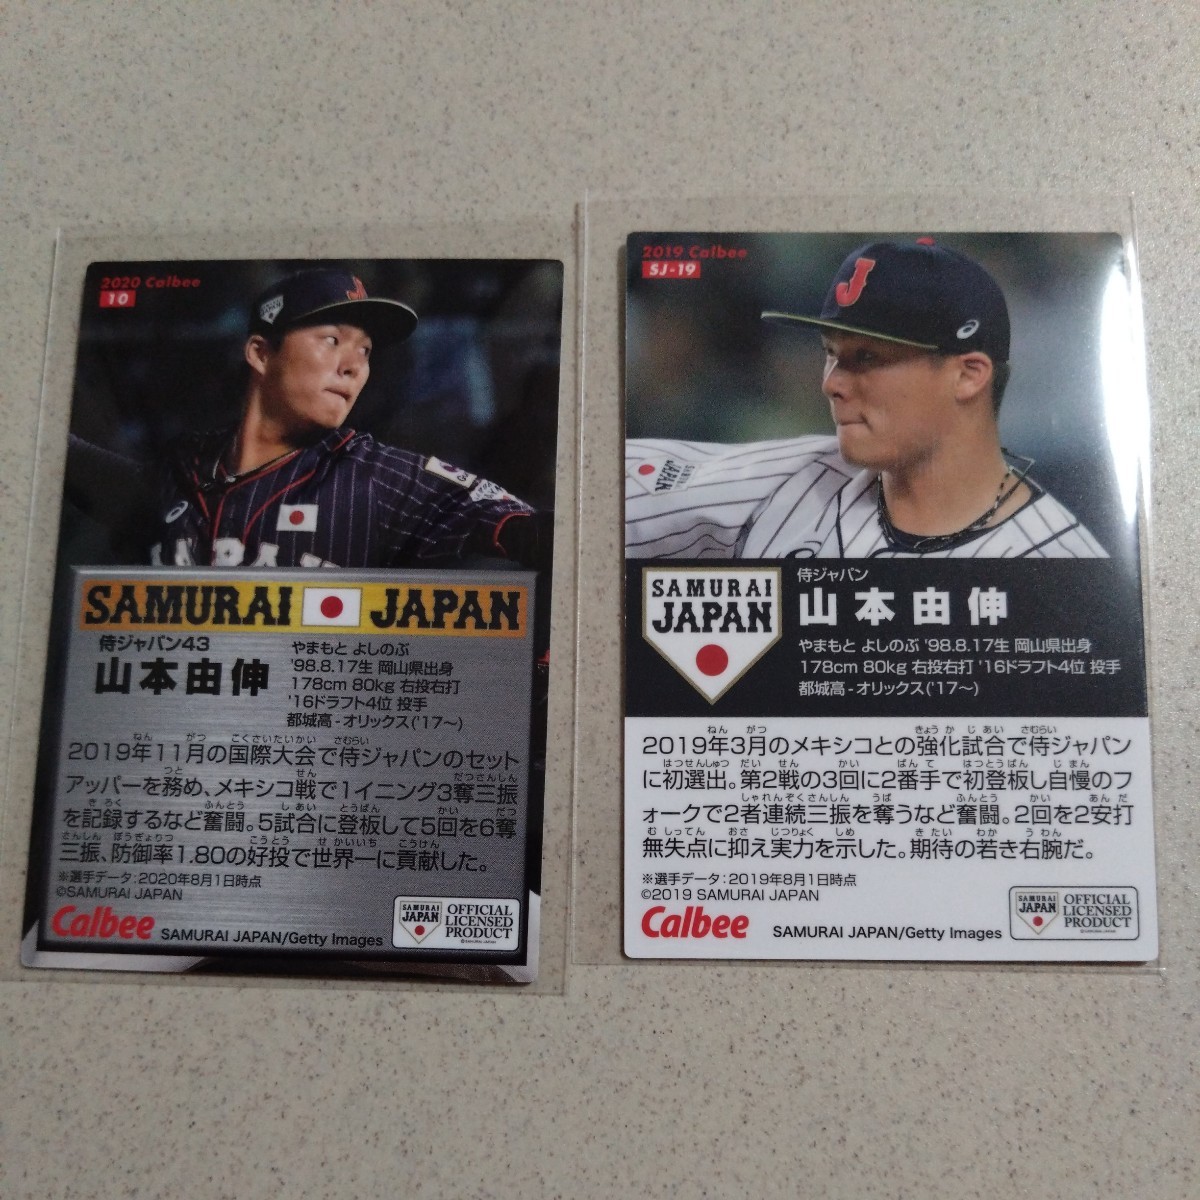 2020 Calbee
10
SAMURAI JAPAN
侍ジャパン43
山本由伸
やまもと よしのぶ
'98.8.17生 岡山県出身
178cm 80kg 右投右打
'16ドラフト4位 投手
都城高-オリックス('17〜)
2019年11月の国際大会で侍ジャパンのセット
アッパーを務め、メキシコ戦で1イニング3奪三振
を記録するなど奮闘。5試合に登板して5回を6奪
三振、防御率1.80の好投で世界一に貢献した。
※選手データ:2020年8月1日時点
©SAMURAI JAPAN
Calbee
SAMURAI JAPAN/Getty Images
SAMURAI
JAPAN
OFFICIAL
LICENSED
PRODUCT
2019 Calbee
SJ-19
J
SAMURAI
JAPAN
侍ジャパン
山本由伸
やまもと よしのぶ '98.8.17生 岡山県出身
178cm 80kg 右投右打 '16ドラフト4位 投手
都城高-オリックス('17〜)
2019年3月のメキシコとの強化試合で侍ジャパン
に初選出。第2戦の3回に2番手で初登板し自慢のフ
ォークで2者連続三振を奪うなど奮闘。2回を2安打
無失点に抑え実力を示した。期待の若き右腕だ。
※選手データ:2019年8月1日時点
©2019 SAMURAI JAPAN
Calbee
SAMURAI JAPAN/Getty Images
SAMURAI
JAPAN
OFFICIAL
LICENSED
PRODUCT